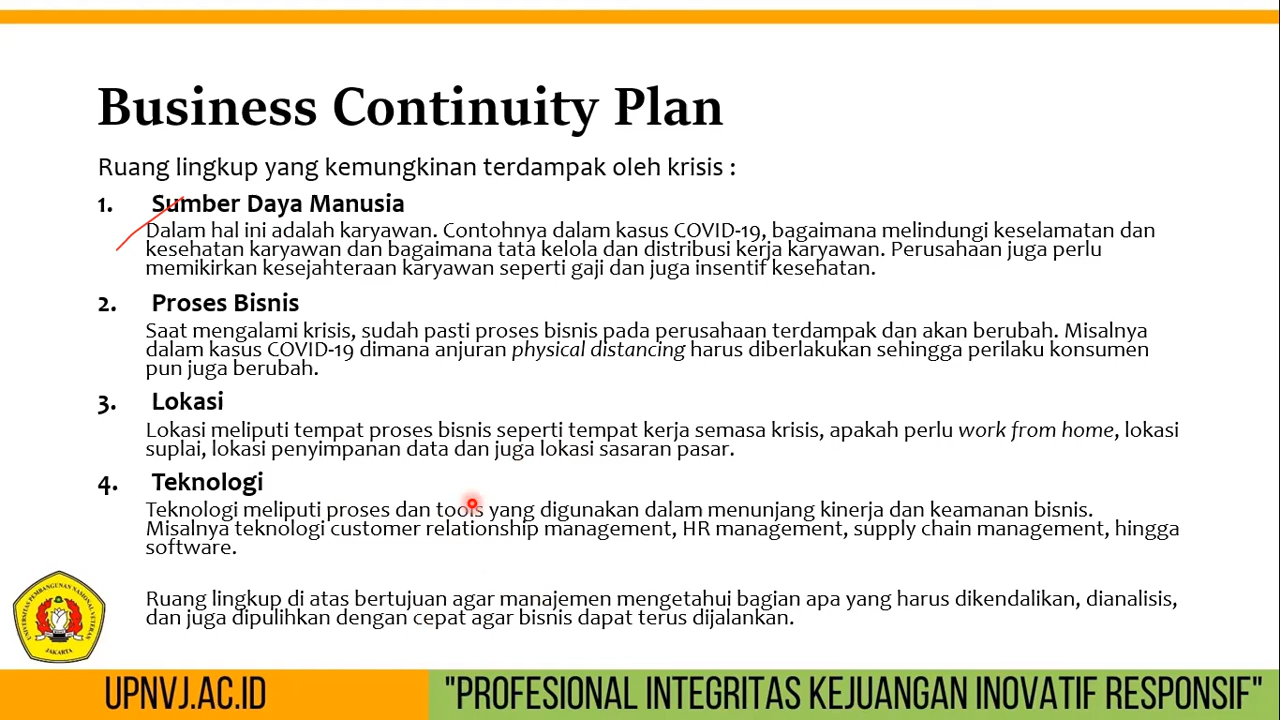 Business Continuity Plan
Ruang lingkup yang kemungkinan terdampak oleh krisis :
1. Sumber Daya Manusia
Dalam hal ini adalah karyawan. Contohnya dalam kasus COVID-19, bagaimana melindungi keselamatan dan
kesehatan karyawan dan bagaimana tata kelola dan distribusi kerja karyawan. Perusahaan juga perlu
memikirkan kesejahteraan karyawan seperti gaji dan juga insentif kesehatan.
2. Proses Bisnis
Saat mengalami krisis, sudah pasti proses bisnis pada perusahaan terdampak dan akan berubah. Misalnya
dalam kasus COVID-19 dimana anjuran physical distancing harus diberlakukan sehingga perilaku konsumen
pun juga berubah.
3. Lokasi
Lokasi meliputi tempat proses bisnis seperti tempat kerja semasa krisis, apakah perlu work from home, lokasi
suplai, lokasi penyimpanan data dan juga lokasi sasaran pasar.
4. Teknologi
Teknologi meliputi proses dan tools yang digunakan dalam menunjang kinerja dan keamanan bisnis.
Misalnya teknologi customer relationship management, HR management, supply chain management, hingga
software.
Ruang lingkup di atas bertujuan agar manajemen mengetahui bagian apa yang harus dikendalikan, dianalisis,
dan juga dipulihkan dengan cepat agar bisnis dapat terus dijalankan.
UNIVERSITAS PEMBANGUNAN NASIONAL VETERAN
JAKARTA
UPNVJ.AC.ID
"PROFESIONAL INTEGRITAS KEJUANGAN INOVATIF RESPONSIF"